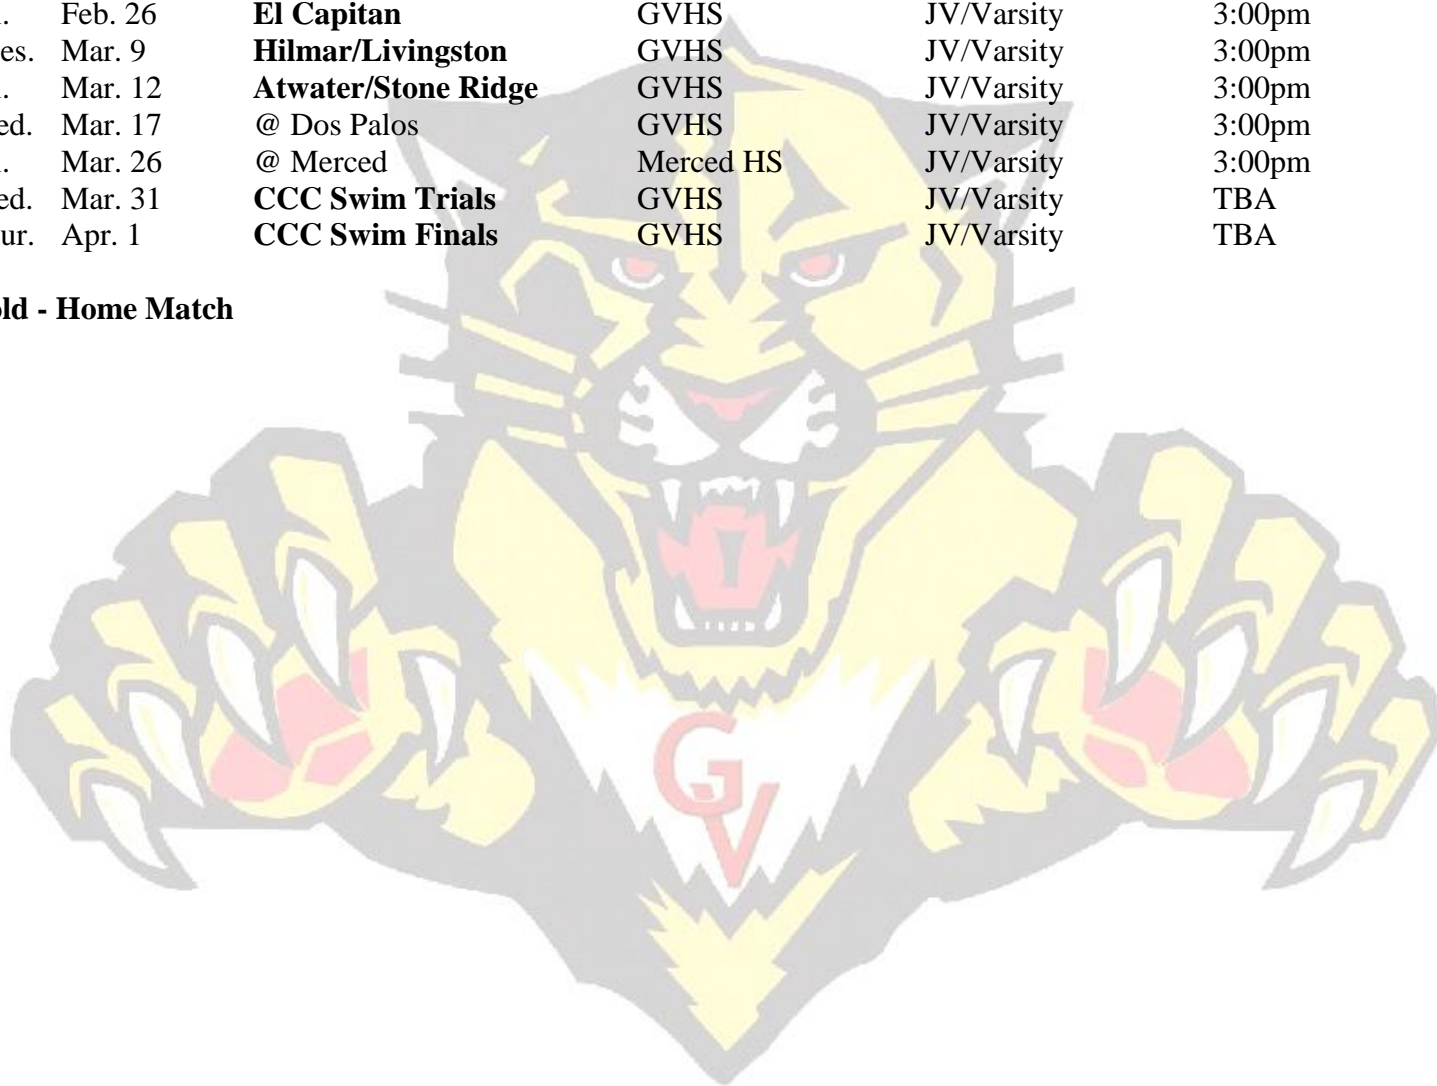 . Feb. 26 El Capitan GVHS JV/Varsity 3:00pm
es. Mar. 9 Hilmar/Livingston GVHS JV/Varsity 3:00pm
. Mar. 12 Atwater/Stone Ridge GVHS JV/Varsity 3:00pm
ed. Mar. 17 @ Dos Palos GVHS JV/Varsity 3:00pm
. Mar. 26 @ Merced Merced HS JV/Varsity 3:00pm
ed. Mar. 31 CCC Swim Trials GVHS JV/Varsity TBA
ur. Apr. 1 CCC Swim Finals GVHS JV/Varsity TBA
old - Home Match
GV